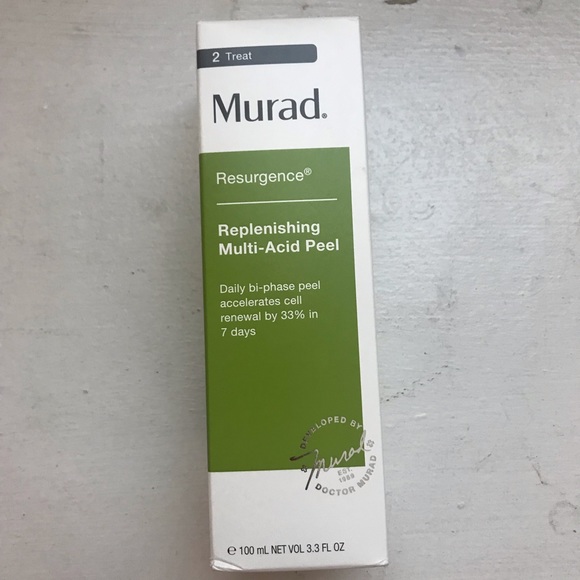 2 Treat
Murad.
Resurgence®
Replenishing
Multi-Acid Peel
Daily bi-phase peel
accelerates cell
renewal by 33% in
7 days
DEVELOPED BY
Murad
EST.
1989
DOCTOR MURAD
℮ 100 mL NET VOL 3.3 FL OZ